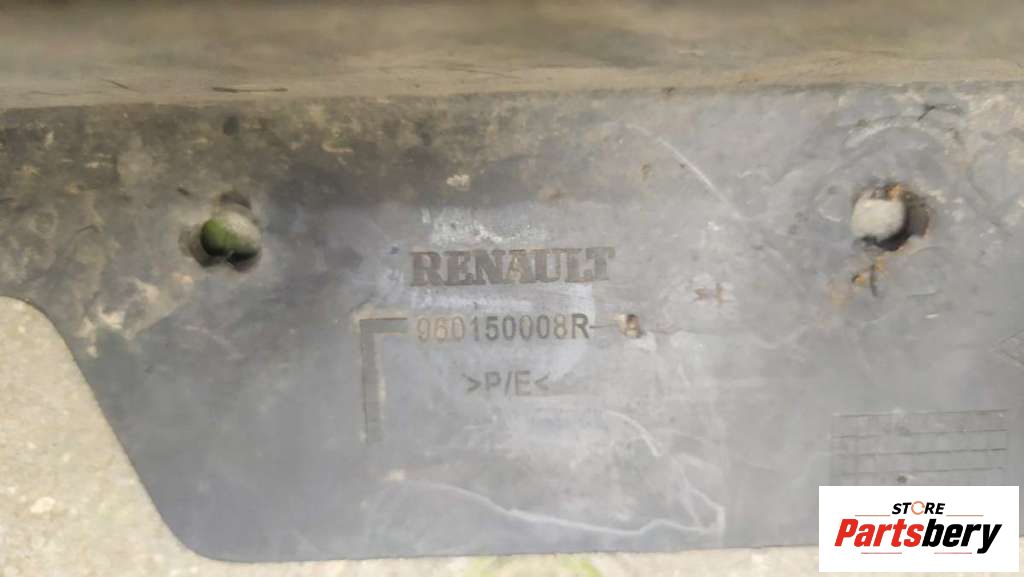 RENAULT
960150008R--A
>P/E<
STORE
Partsbery